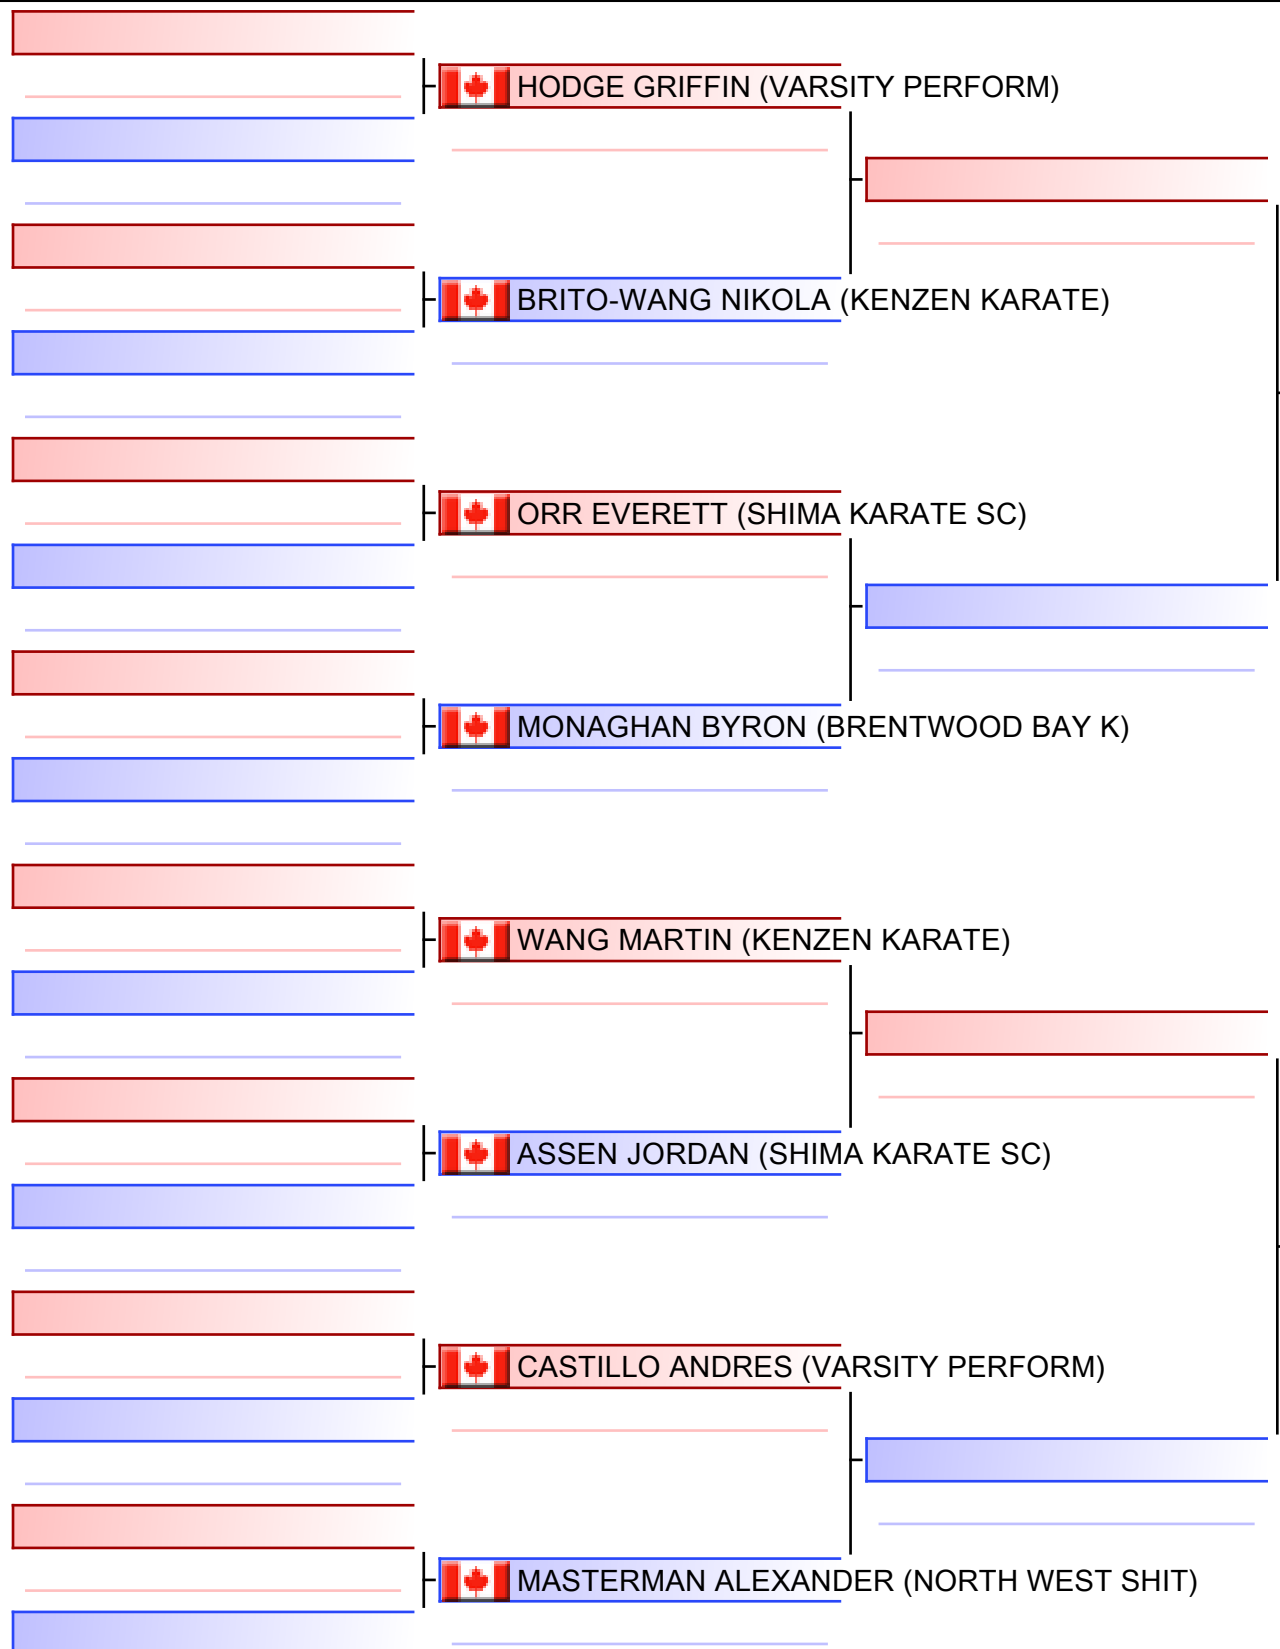 HODGE GRIFFIN (VARSITY PERFORM)
BRITO-WANG NIKOLA (KENZEN KARATE)
ORR EVERETT (SHIMA KARATE SC)
MONAGHAN BYRON (BRENTWOOD BAY K)
WANG MARTIN (KENZEN KARATE)
ASSEN JORDAN (SHIMA KARATE SC)
CASTILLO ANDRES (VARSITY PERFORM)
MASTERMAN ALEXANDER (NORTH WEST SHIT)